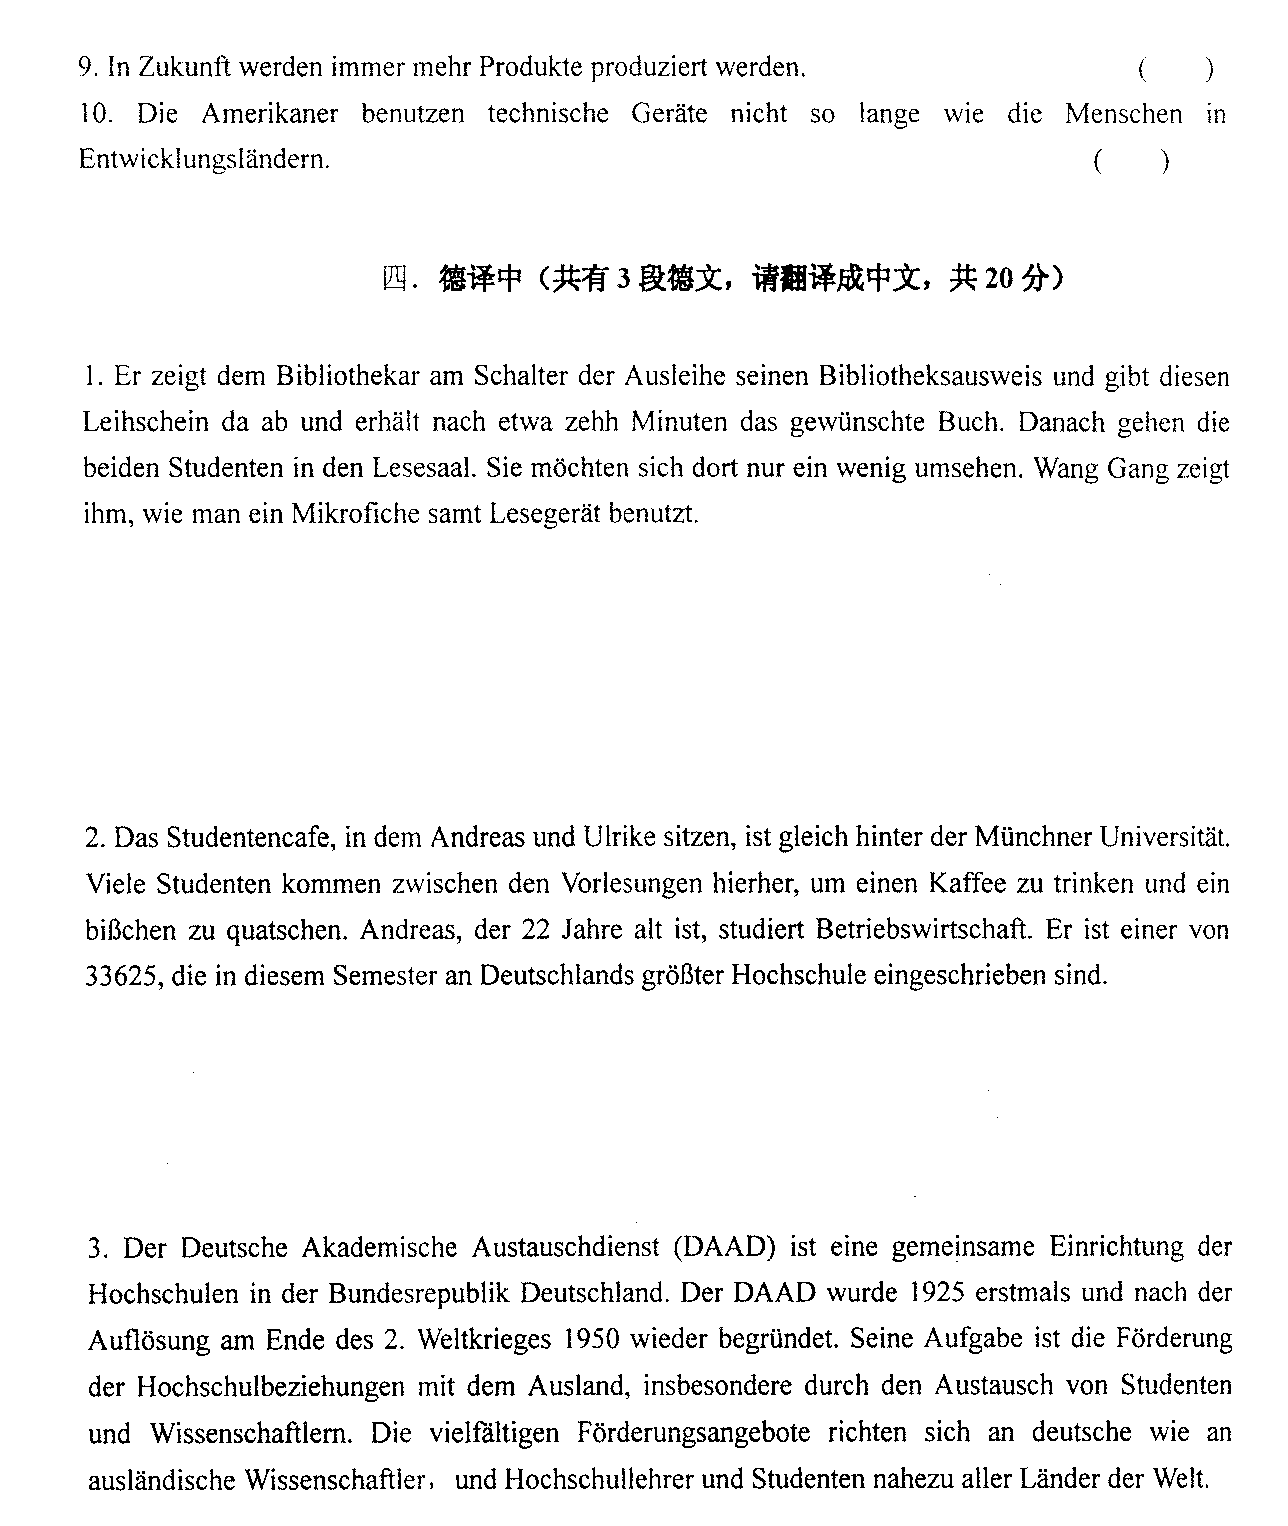 9. In Zukunft werden immer mehr Produkte produziert werden. ( )
10. Die Amerikaner benutzen technische Geräte nicht so lange wie die Menschen in
Entwicklungsländern. ( )
四．德译中（共有 3 段德文，请翻译成中文，共 20 分）
1. Er zeigt dem Bibliothekar am Schalter der Ausleihe seinen Bibliotheksausweis und gibt diesen
Leihschein da ab und erhält nach etwa zehh Minuten das gewünschte Buch. Danach gehen die
beiden Studenten in den Lesesaal. Sie möchten sich dort nur ein wenig umsehen. Wang Gang zeigt
ihm, wie man ein Mikrofiche samt Lesegerät benutzt.
2. Das Studentencafe, in dem Andreas und Ulrike sitzen, ist gleich hinter der Münchner Universität.
Viele Studenten kommen zwischen den Vorlesungen hierher, um einen Kaffee zu trinken und ein
bißchen zu quatschen. Andreas, der 22 Jahre alt ist, studiert Betriebswirtschaft. Er ist einer von
33625, die in diesem Semester an Deutschlands größter Hochschule eingeschrieben sind.
3. Der Deutsche Akademische Austauschdienst (DAAD) ist eine gemeinsame Einrichtung der
Hochschulen in der Bundesrepublik Deutschland. Der DAAD wurde 1925 erstmals und nach der
Auflösung am Ende des 2. Weltkrieges 1950 wieder begründet. Seine Aufgabe ist die Förderung
der Hochschulbeziehungen mit dem Ausland, insbesondere durch den Austausch von Studenten
und Wissenschaftlern. Die vielfältigen Förderungsangebote richten sich an deutsche wie an
ausländische Wissenschaftler， und Hochschullehrer und Studenten nahezu aller Länder der Welt.